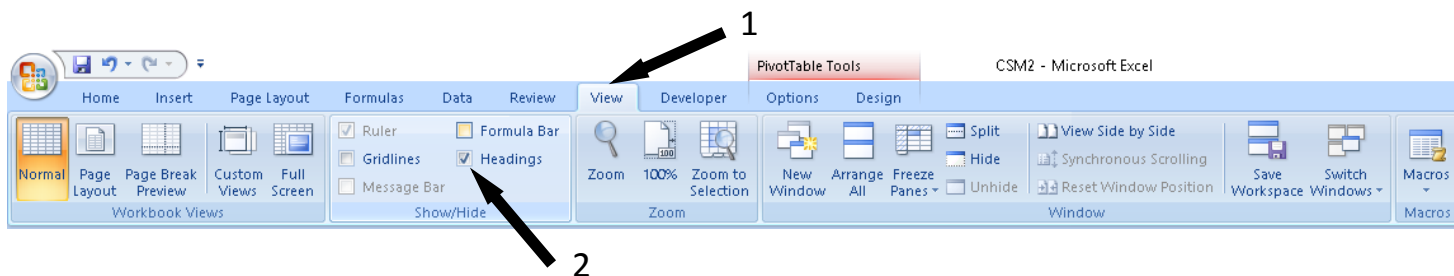 1
PivotTable Tools
CSM2 - Microsoft Excel
Home Insert Page Layout Formulas Data Review View Developer Options Design
Ruler Formula Bar
Gridlines Headings
Message Bar
Normal Page Layout Page Break Preview Custom Views Full Screen
Zoom 100% Zoom to Selection
New Window Arrange All Freeze Panes
Split
Hide
Unhide
View Side by Side
Synchronous Scrolling
Reset Window Position
Save Workspace Switch Windows
Macros
Workbook Views Show/Hide Zoom Window Macros
2